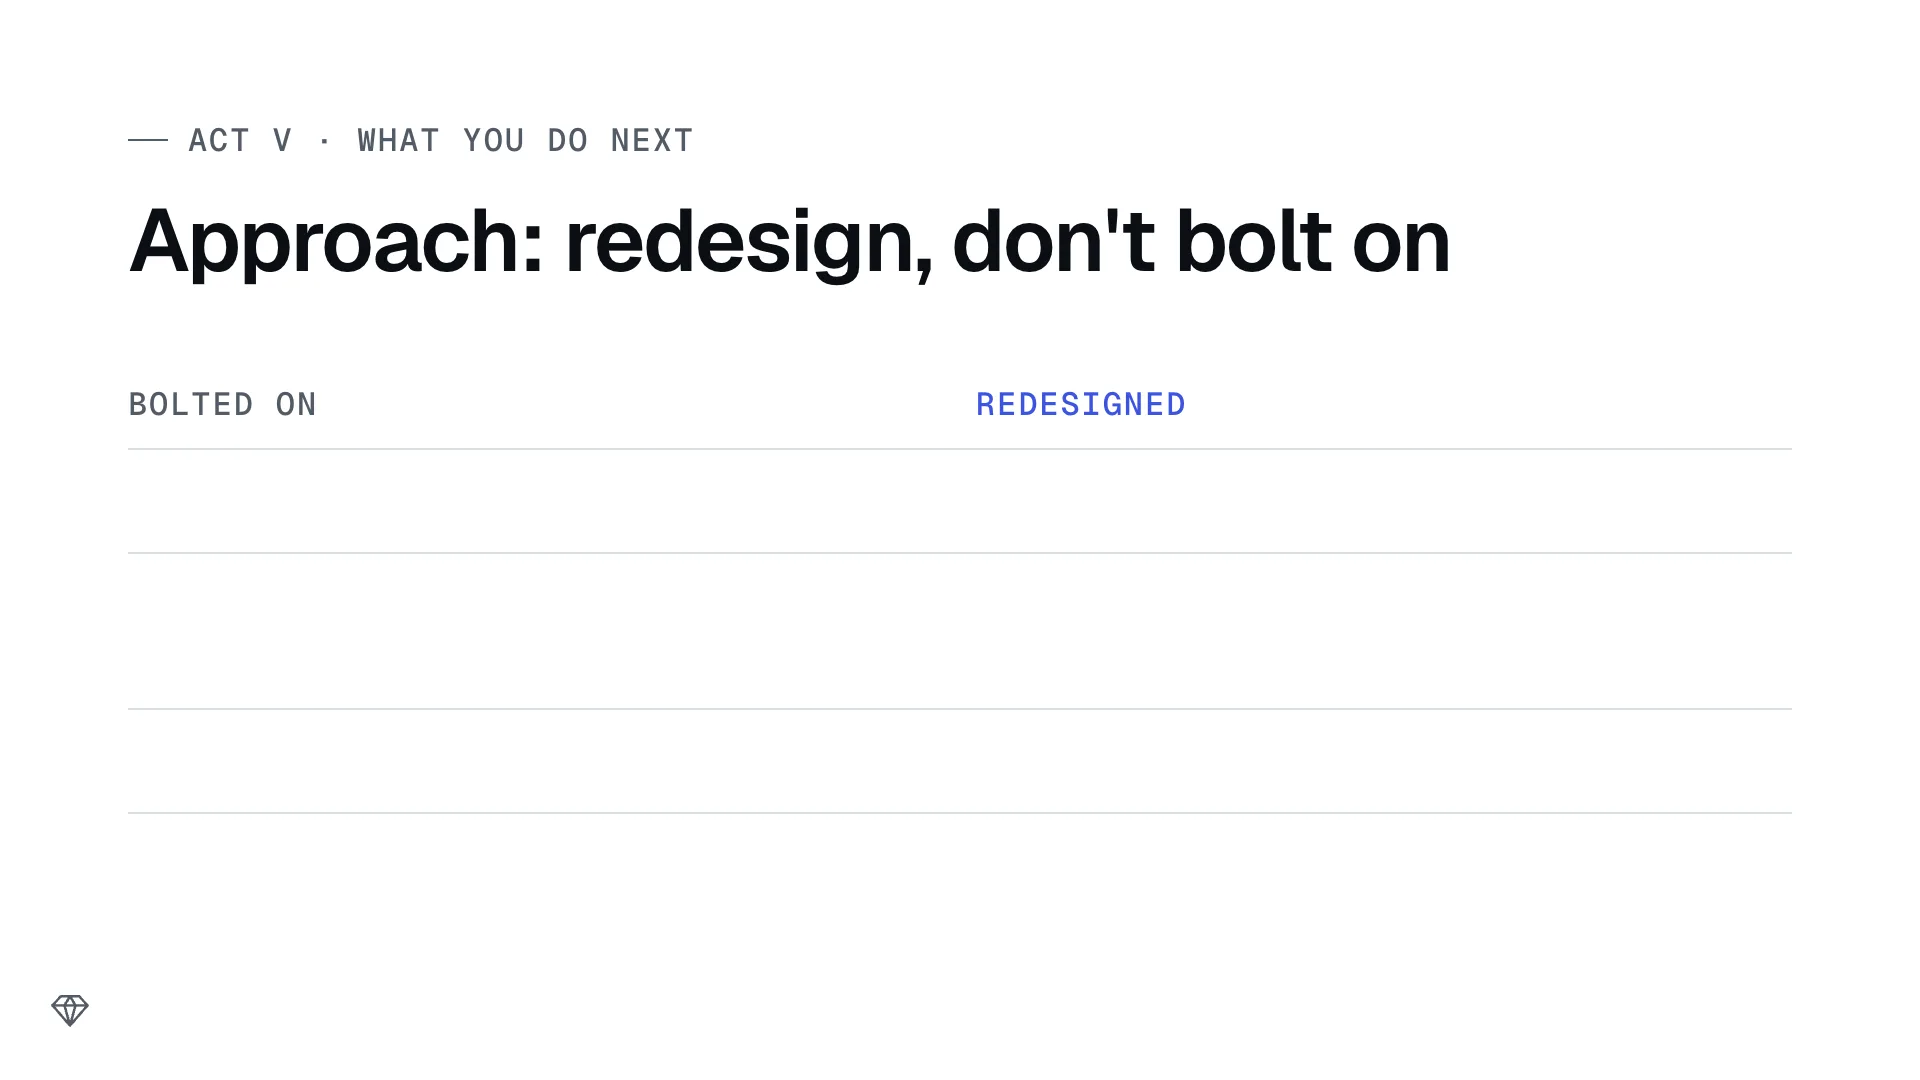 — ACT V · WHAT YOU DO NEXT
Approach: redesign, don't bolt on
BOLTED ON
REDESIGNED